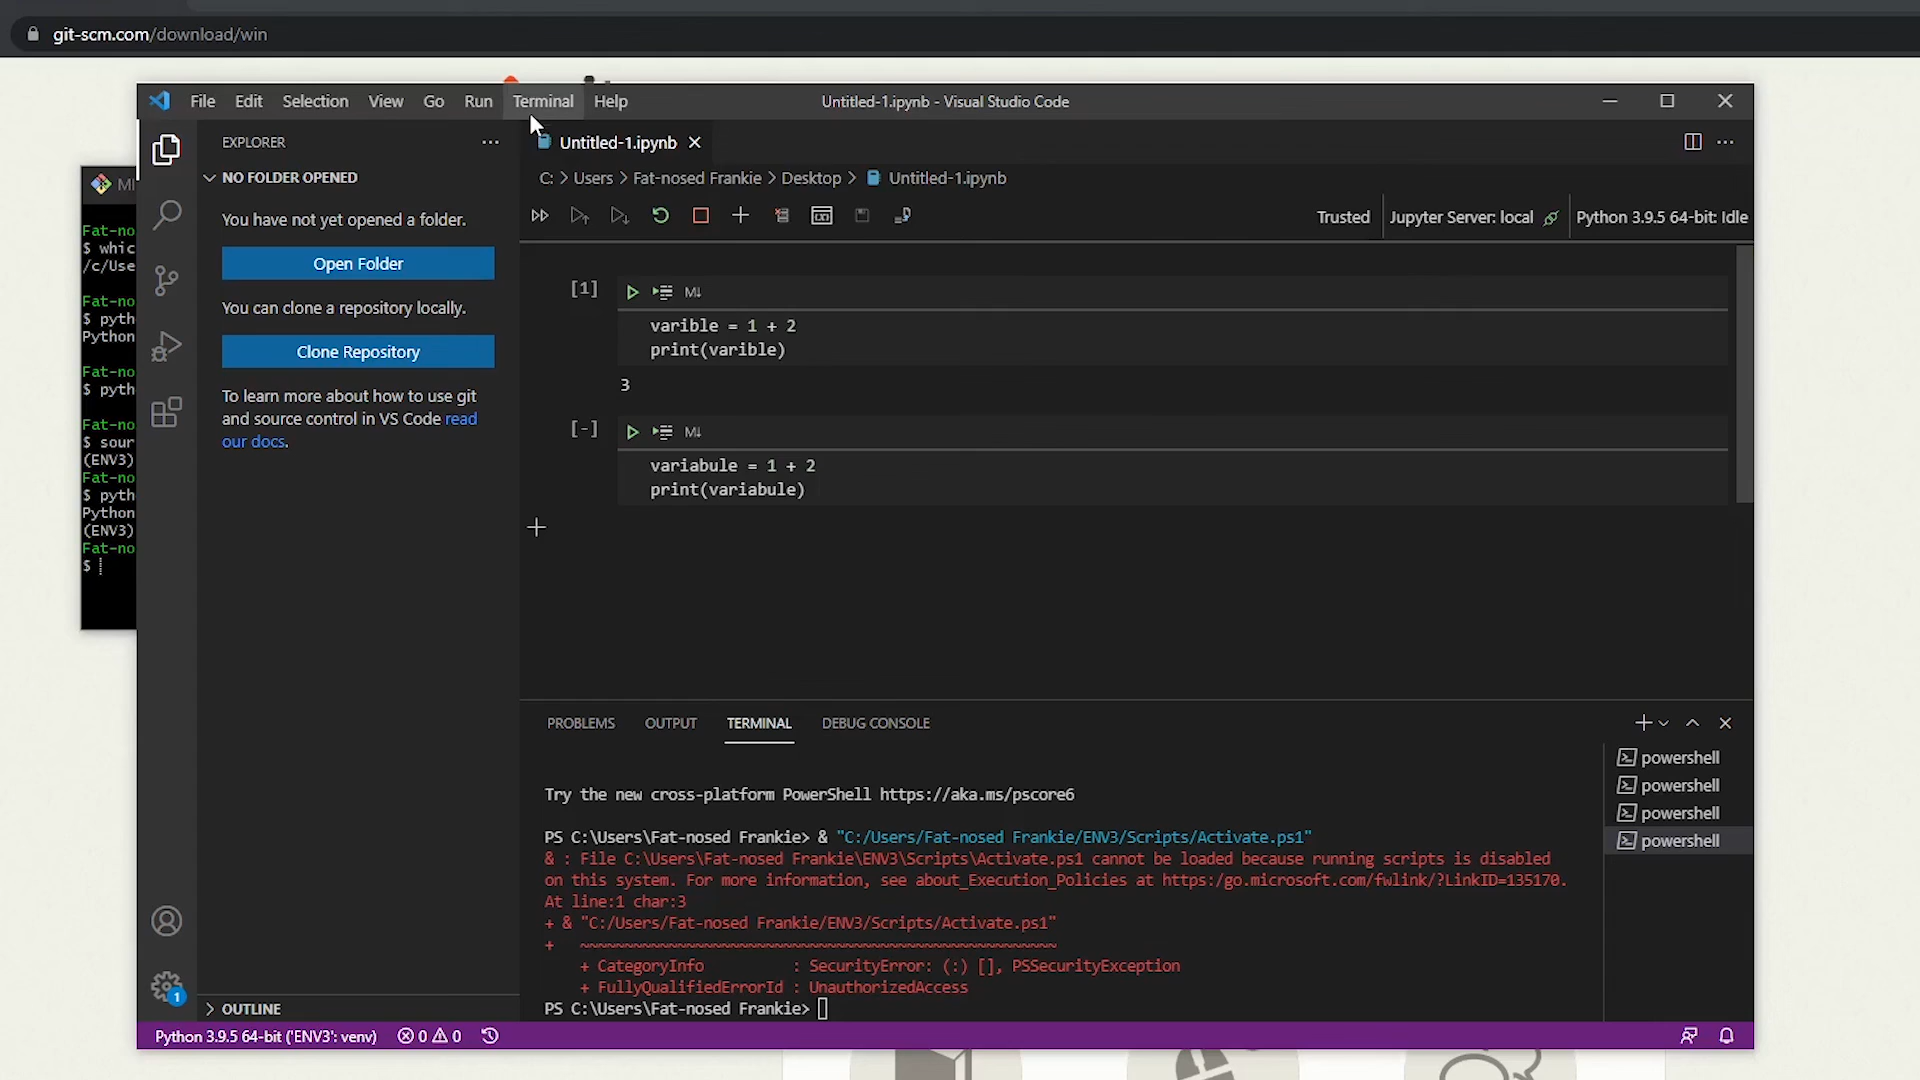 git-scm.com/download/win
File Edit Selection View Go Run Terminal Help
Untitled-1.ipynb - Visual Studio Code
EXPLORER
Untitled-1.ipynb
NO FOLDER OPENED
C: > Users > Fat-nosed Frankie > Desktop > Untitled-1.ipynb
You have not yet opened a folder.
Trusted
Jupyter Server: local
Python 3.9.5 64-bit: Idle
Open Folder
You can clone a repository locally.
Clone Repository
To learn more about how to use git
and source control in VS Code read
our docs.
[1]
M↓
varible = 1 + 2
print(varible)
3
[-]
M↓
variabule = 1 + 2
print(variabule)
MI
Fat-no
$ whic
/c/Use
Fat-no
$ pyth
Python
Fat-no
$ pyth
Fat-no
$ sour
(ENV3)
Fat-no
$ pyth
Python
(ENV3)
Fat-no
$
PROBLEMS OUTPUT TERMINAL DEBUG CONSOLE
powershell
powershell
powershell
powershell
Try the new cross-platform PowerShell https://aka.ms/pscore6
PS C:\Users\Fat-nosed Frankie> & "C:/Users/Fat-nosed Frankie/ENV3/Scripts/Activate.ps1"
& : File C:\Users\Fat-nosed Frankie\ENV3\Scripts\Activate.ps1 cannot be loaded because running scripts is disabled
on this system. For more information, see about_Execution_Policies at https:/go.microsoft.com/fwlink/?LinkID=135170.
At line:1 char:3
+ & "C:/Users/Fat-nosed Frankie/ENV3/Scripts/Activate.ps1"
+ ~~~~~~~~~~~~~~~~~~~~~~~~~~~~~~~~~~~~~~~~~~~~~~~~~~~~~~~~
+ CategoryInfo : SecurityError: (:) [], PSSecurityException
+ FullyQualifiedErrorId : UnauthorizedAccess
PS C:\Users\Fat-nosed Frankie>
OUTLINE
1
Python 3.9.5 64-bit ('ENV3': venv) 0 0